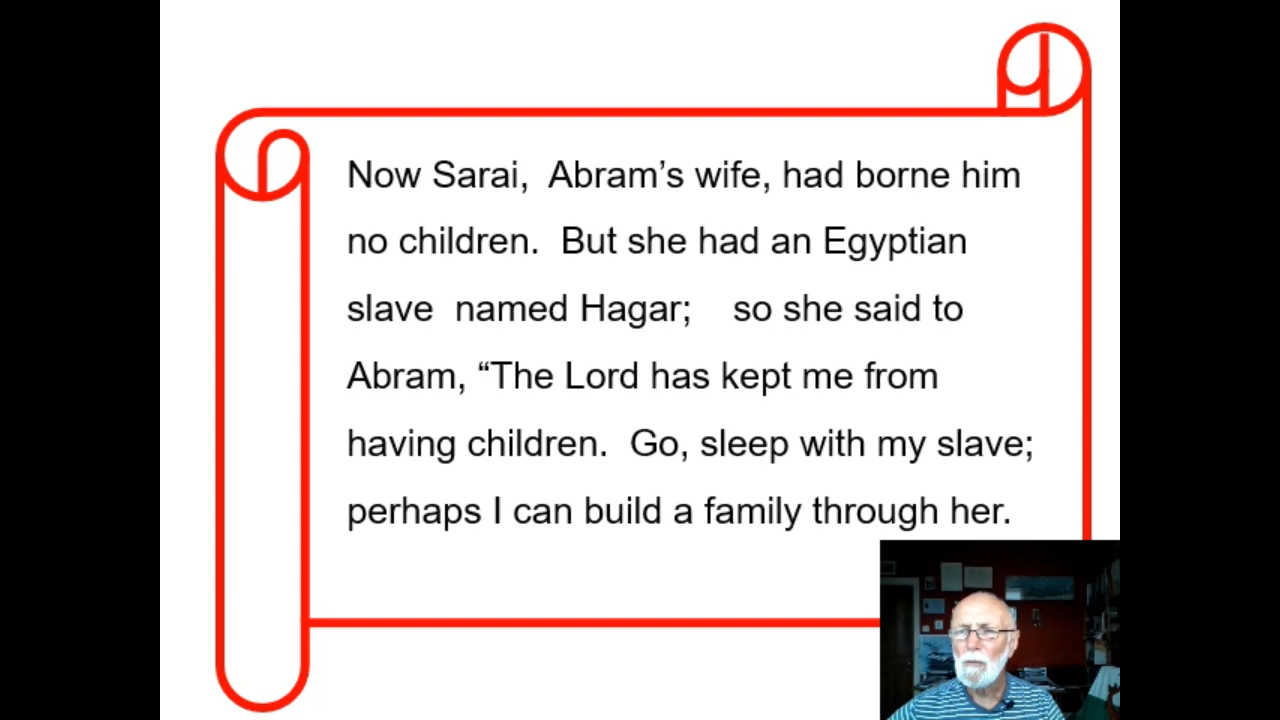 Now Sarai,  Abram’s wife, had borne him
no children.  But she had an Egyptian
slave  named Hagar;    so she said to
Abram, “The Lord has kept me from
having children.  Go, sleep with my slave;
perhaps I can build a family through her.